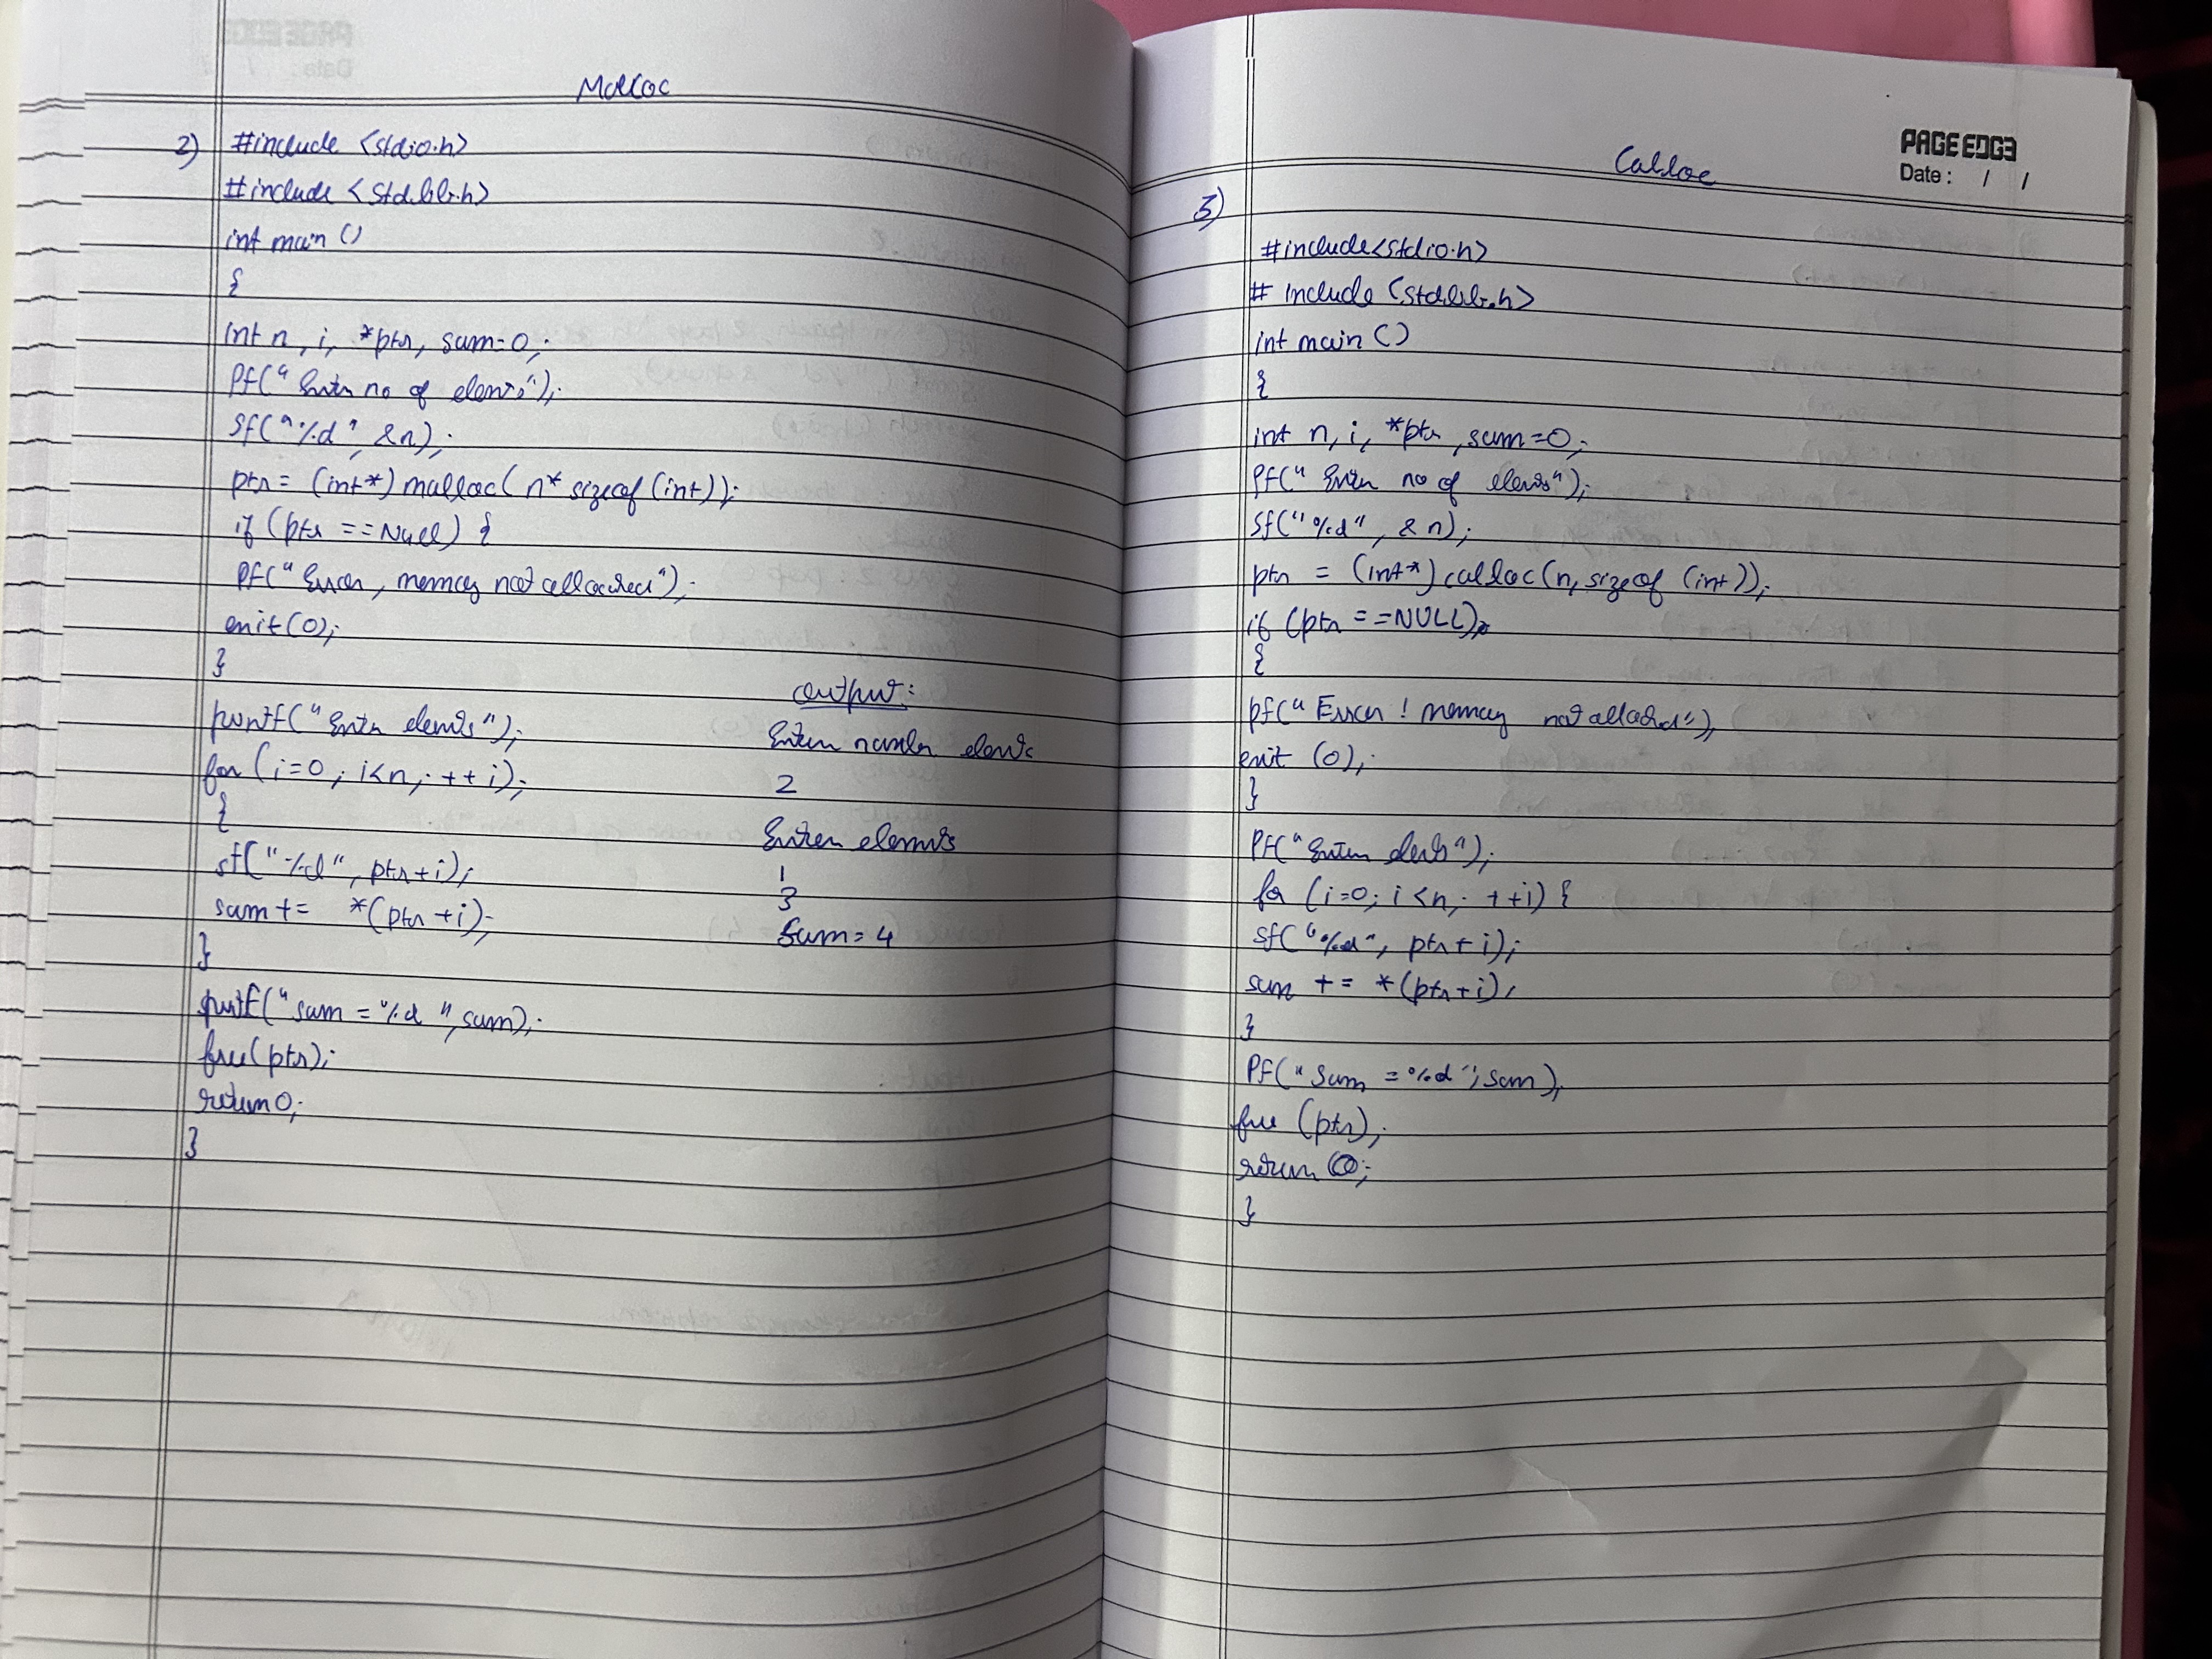 Malloc
2) #include <stdio.h>
#include <stdlib.h>
int main ()
{
int n, i, *ptr, sum=0;
pf("Enter no of elements");
sf("%d", &n);
ptr = (int*) malloc (n* sizeof (int));
if (ptr == NULL) {
pf("Error, memory not allocated");
exit(0);
}
printf("Enter elements");
for (i=0; i<n; ++i);
{
sf("%d", ptr+i);
sum += *(ptr +i);
}
printf("sum = %d", sum);
free(ptr);
return 0;
}
output:
Enter number elements
2
Enter elements
1
3
Sum = 4
PAGE EDGE
Date: / /
Calloc
3)
#include<stdio.h>
# include <stdlib.h>
int main ()
{
int n, i, *ptr, sum=0;
pf("Enter no of elements");
sf("%d", &n);
ptr = (int*) calloc (n, size of (int));
if (ptr == NULL)
{
pf("Error! memory not allocated");
exit (0);
}
Pf("Enter elements");
for (i=0; i<n; ++i) {
sf("%d", ptr + i);
sum += *(ptr+i);
}
Pf("Sum = %d", sum);
free (ptr);
return 0;
}